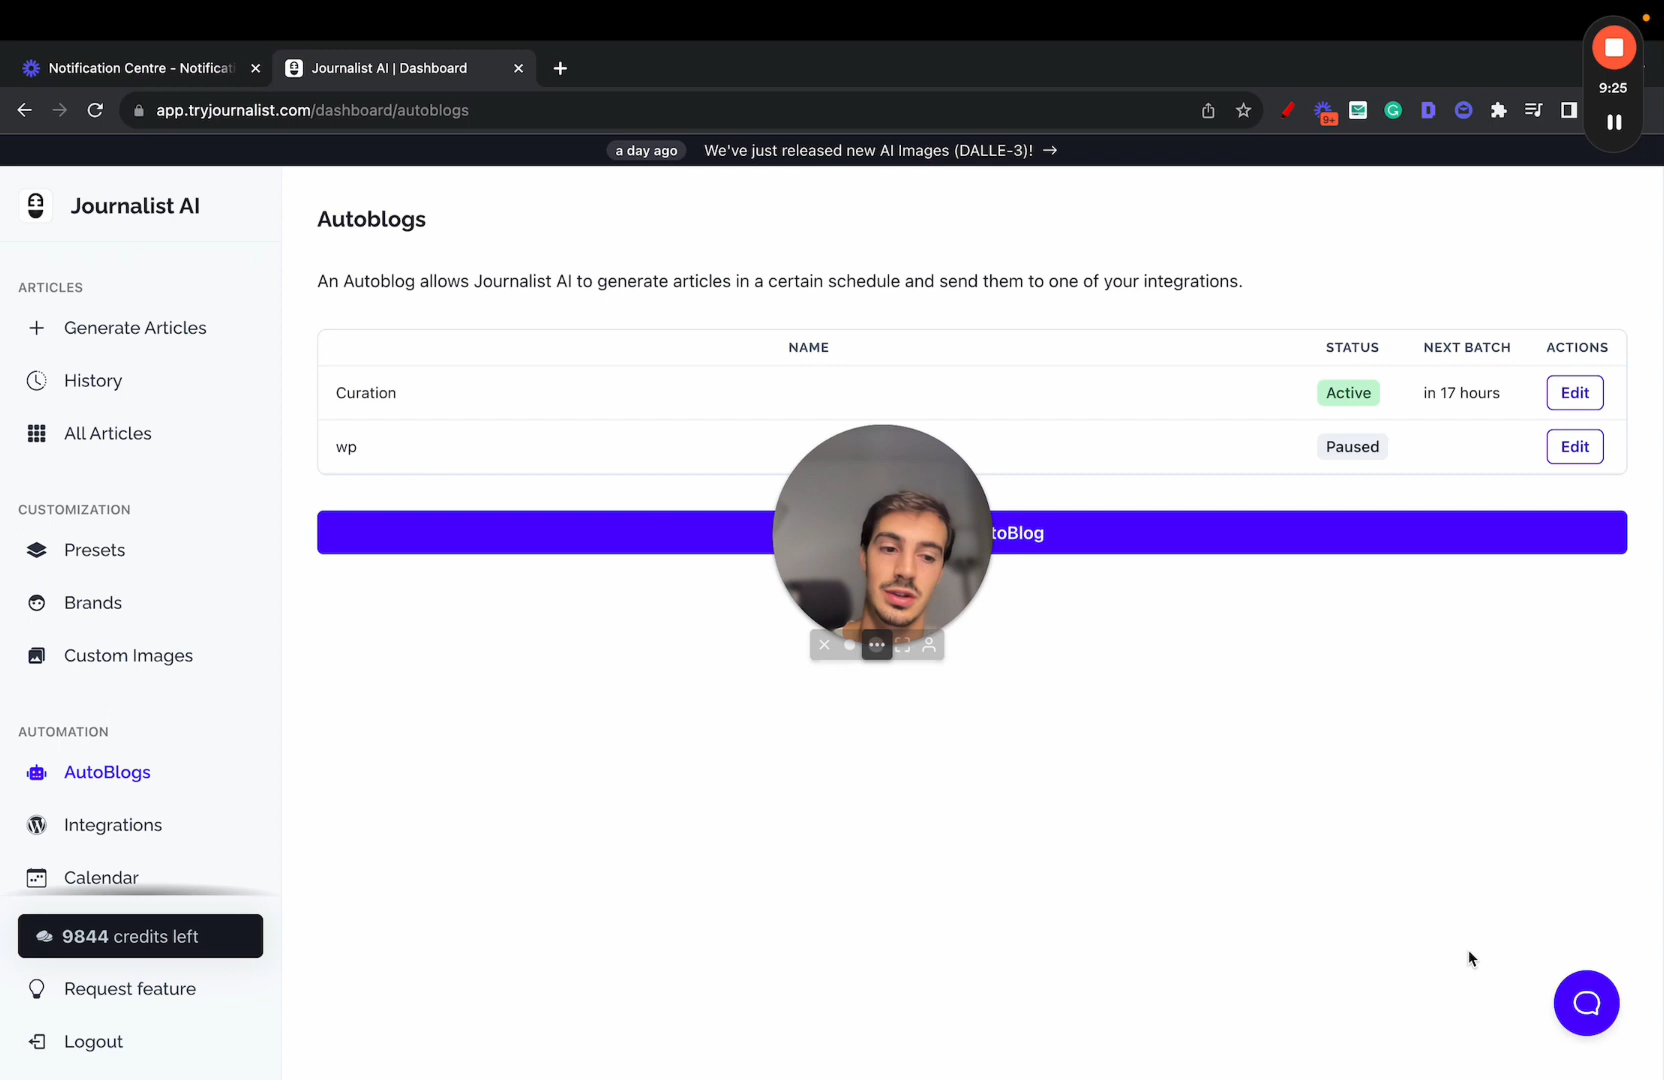 Notification Centre - Notificati
Journalist AI | Dashboard
9:25
app.tryjournalist.com/dashboard/autoblogs
9+
a day ago We've just released new AI Images (DALLE-3)! →
Journalist AI
ARTICLES
Generate Articles
History
All Articles
CUSTOMIZATION
Presets
Brands
Custom Images
AUTOMATION
AutoBlogs
Integrations
Calendar
9844 credits left
Request feature
Logout
Autoblogs
An Autoblog allows Journalist AI to generate articles in a certain schedule and send them to one of your integrations.
NAME STATUS NEXT BATCH ACTIONS
Curation Active in 17 hours Edit
wp Paused Edit
toBlog